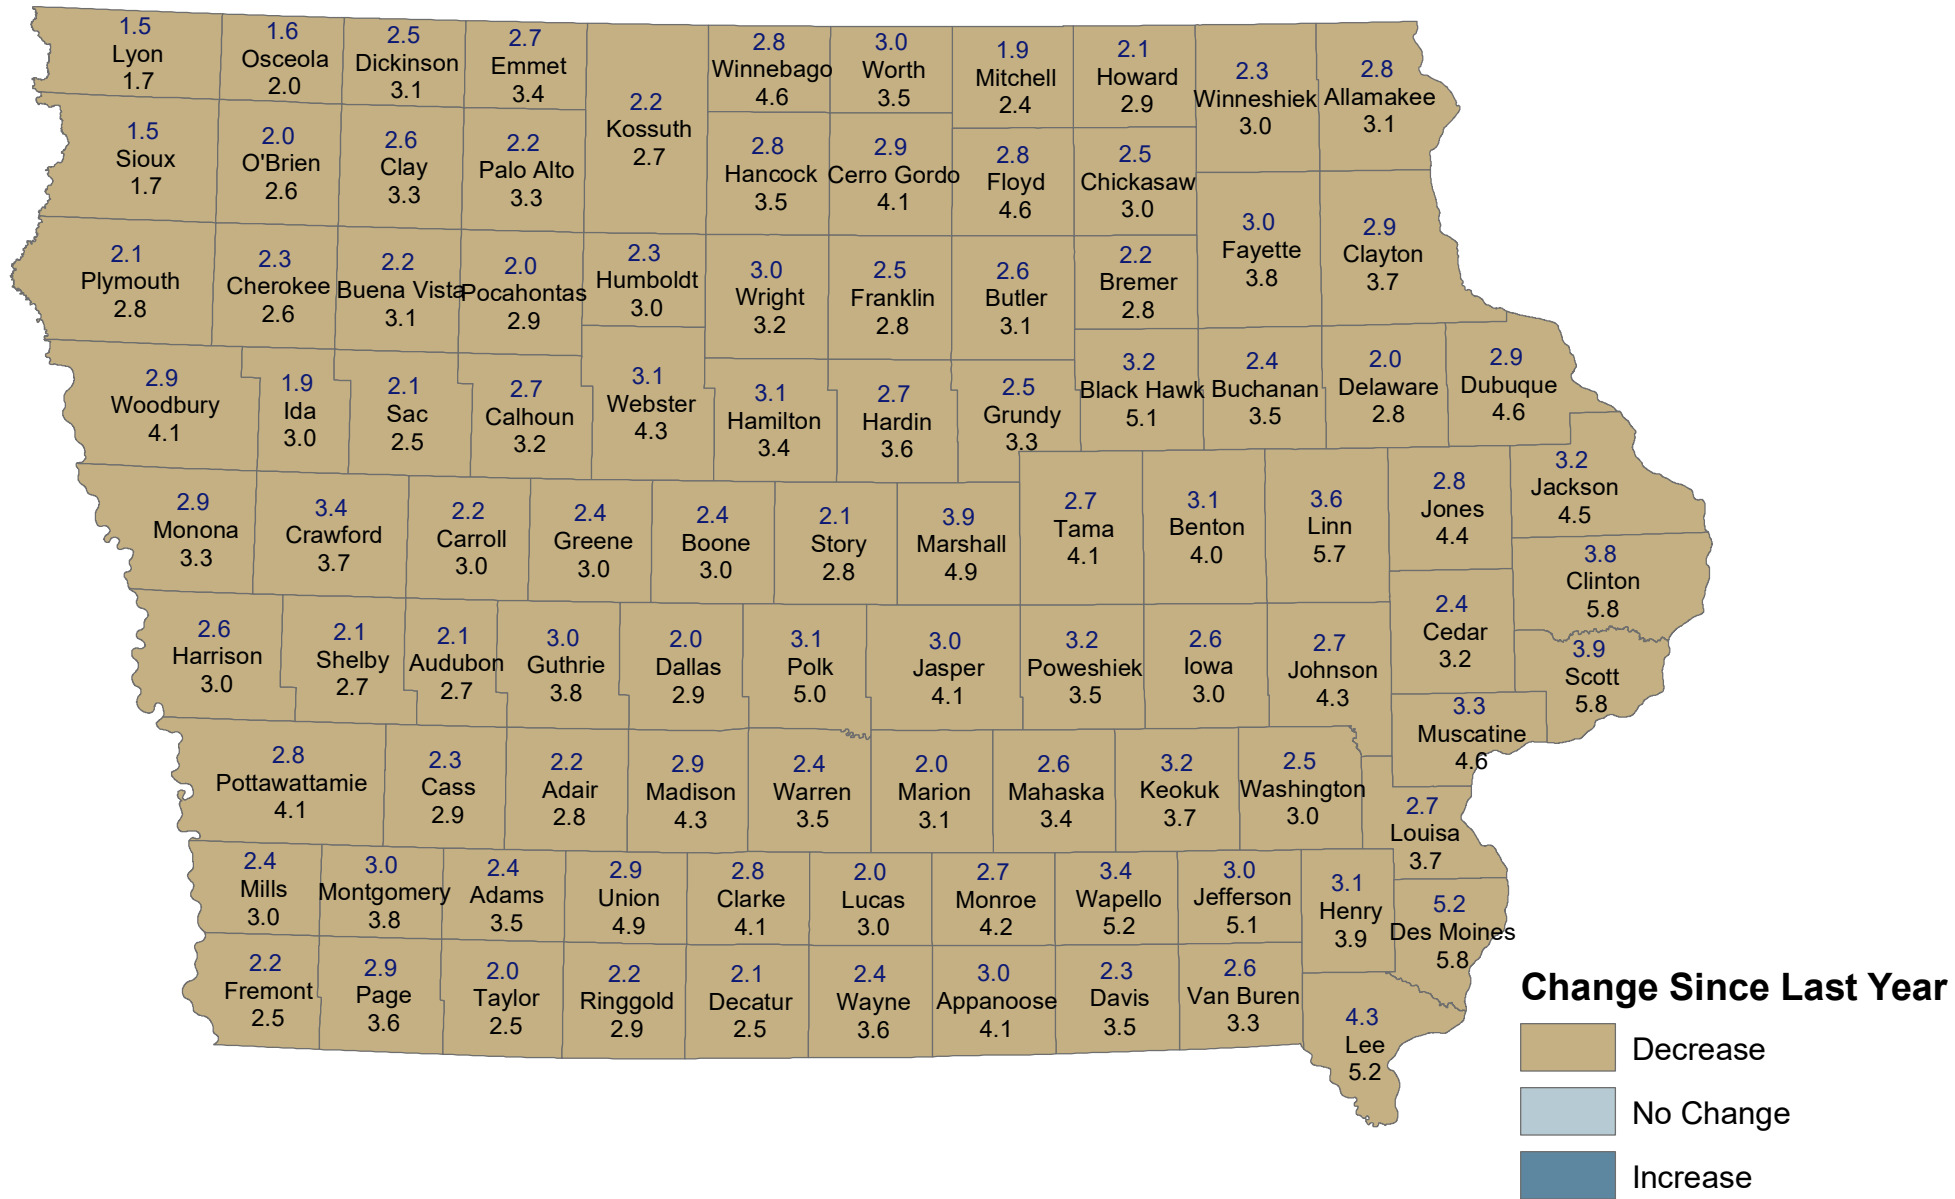 1.5
Lyon
1.7
1.6
Osceola
2.0
2.5
Dickinson
3.1
2.7
Emmet
3.4
2.2
Kossuth
2.7
2.8
Winnebago
4.6
3.0
Worth
3.5
1.9
Mitchell
2.4
2.1
Howard
2.9
2.3
Winneshiek
3.0
2.8
Allamakee
3.1
1.5
Sioux
1.7
2.0
O'Brien
2.6
2.6
Clay
3.3
2.2
Palo Alto
3.3
2.8
Hancock
3.5
2.9
Cerro Gordo
4.1
2.8
Floyd
4.6
2.5
Chickasaw
3.0
3.0
Fayette
3.8
2.9
Clayton
3.7
2.1
Plymouth
2.8
2.3
Cherokee
2.6
2.2
Buena Vista
3.1
2.0
Pocahontas
2.9
2.3
Humboldt
3.0
3.0
Wright
3.2
2.5
Franklin
2.8
2.6
Butler
3.1
2.2
Bremer
2.8
2.9
Woodbury
4.1
1.9
Ida
3.0
2.1
Sac
2.5
2.7
Calhoun
3.2
3.1
Webster
4.3
3.1
Hamilton
3.4
2.7
Hardin
3.6
2.5
Grundy
3.3
3.2
Black Hawk
5.1
2.4
Buchanan
3.5
2.0
Delaware
2.8
2.9
Dubuque
4.6
2.9
Monona
3.3
3.4
Crawford
3.7
2.2
Carroll
3.0
2.4
Greene
3.0
2.4
Boone
3.0
2.1
Story
2.8
3.9
Marshall
4.9
2.7
Tama
4.1
3.1
Benton
4.0
3.6
Linn
5.7
2.8
Jones
4.4
3.2
Jackson
4.5
3.8
Clinton
5.8
2.6
Harrison
3.0
2.1
Shelby
2.7
2.1
Audubon
2.7
3.0
Guthrie
3.8
2.0
Dallas
2.9
3.1
Polk
5.0
3.0
Jasper
4.1
3.2
Poweshiek
3.5
2.6
Iowa
3.0
2.7
Johnson
4.3
2.4
Cedar
3.2
3.9
Scott
5.8
3.3
Muscatine
4.6
2.8
Pottawattamie
4.1
2.3
Cass
2.9
2.2
Adair
2.8
2.9
Madison
4.3
2.4
Warren
3.5
2.0
Marion
3.1
2.6
Mahaska
3.4
3.2
Keokuk
3.7
2.5
Washington
3.0
2.7
Louisa
3.7
2.4
Mills
3.0
3.0
Montgomery
3.8
2.4
Adams
3.5
2.9
Union
4.9
2.8
Clarke
4.1
2.0
Lucas
3.0
2.7
Monroe
4.2
3.4
Wapello
5.2
3.0
Jefferson
5.1
3.1
Henry
3.9
5.2
Des Moines
5.8
2.2
Fremont
2.5
2.9
Page
3.6
2.0
Taylor
2.5
2.2
Ringgold
2.9
2.1
Decatur
2.5
2.4
Wayne
3.6
3.0
Appanoose
4.1
2.3
Davis
3.5
2.6
Van Buren
3.3
4.3
Lee
5.2
Change Since Last Year
Decrease
No Change
Increase